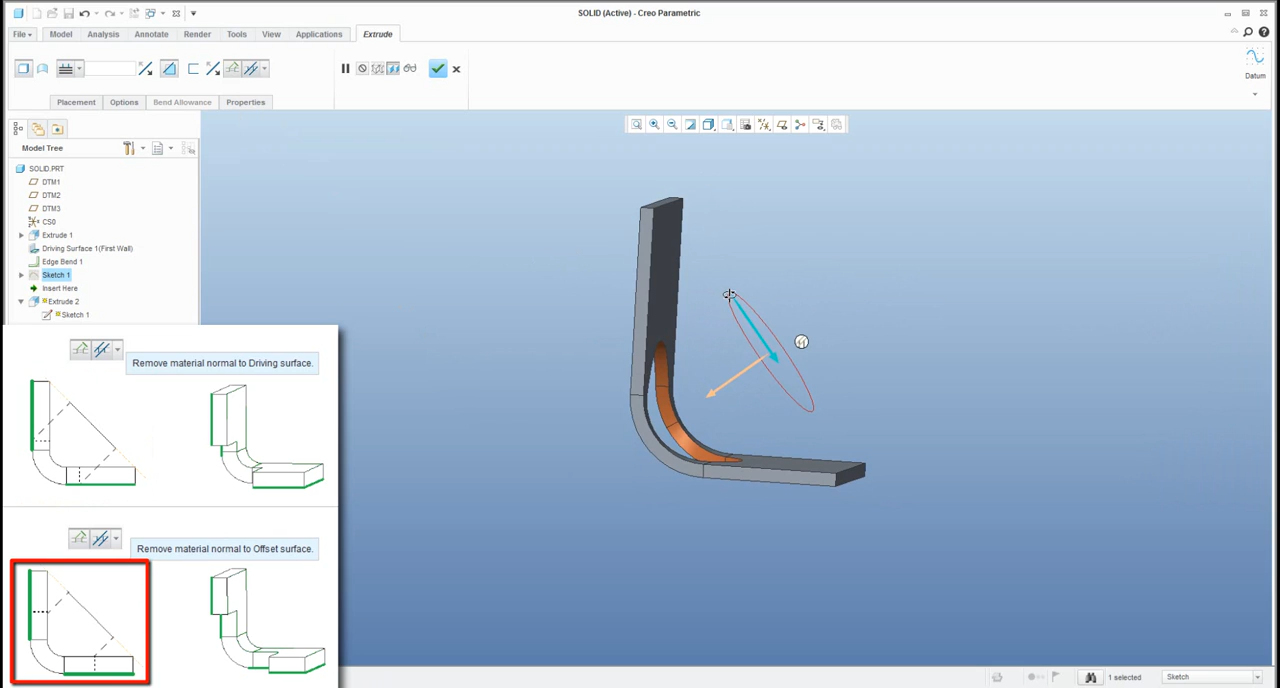 SOLID (Active) - Creo Parametric
File Model Analysis Annotate Render Tools View Applications Extrude
Datum
Placement Options Bend Allowance Properties
Model Tree
SOLID.PRT
DTM1
DTM2
DTM3
CS0
Extrude 1
Driving Surface 1(First Wall)
Edge Bend 1
Sketch 1
Insert Here
Extrude 2
Sketch 1
Remove material normal to Driving surface.
Remove material normal to Offset surface.
1 selected
Sketch